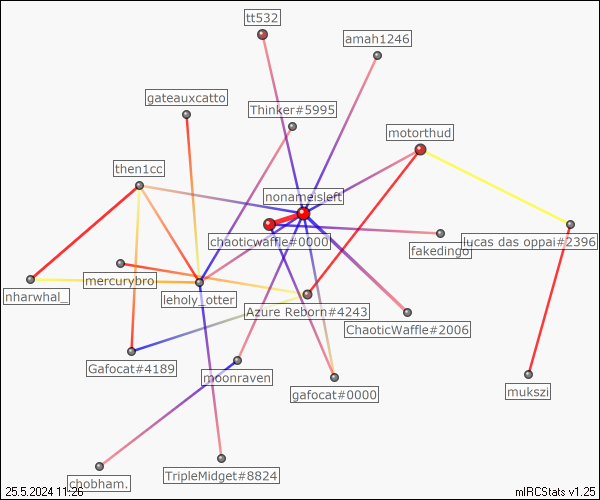 tt532
amah1246
gateauxcatto
Thinker#5995
motorthud
then1cc
nonameisleft
chaoticwaffle#0000
fakedingo
lucas das oppai#2396
mercurybro
nharwhal_
leholy_otter
Azure Reborn#4243
ChaoticWaffle#2006
Gafocat#4189
moonraven
gafocat#0000
mukszi
chobham.
TripleMidget#8824
25.5.2024 11:26
mIRCStats v1.25